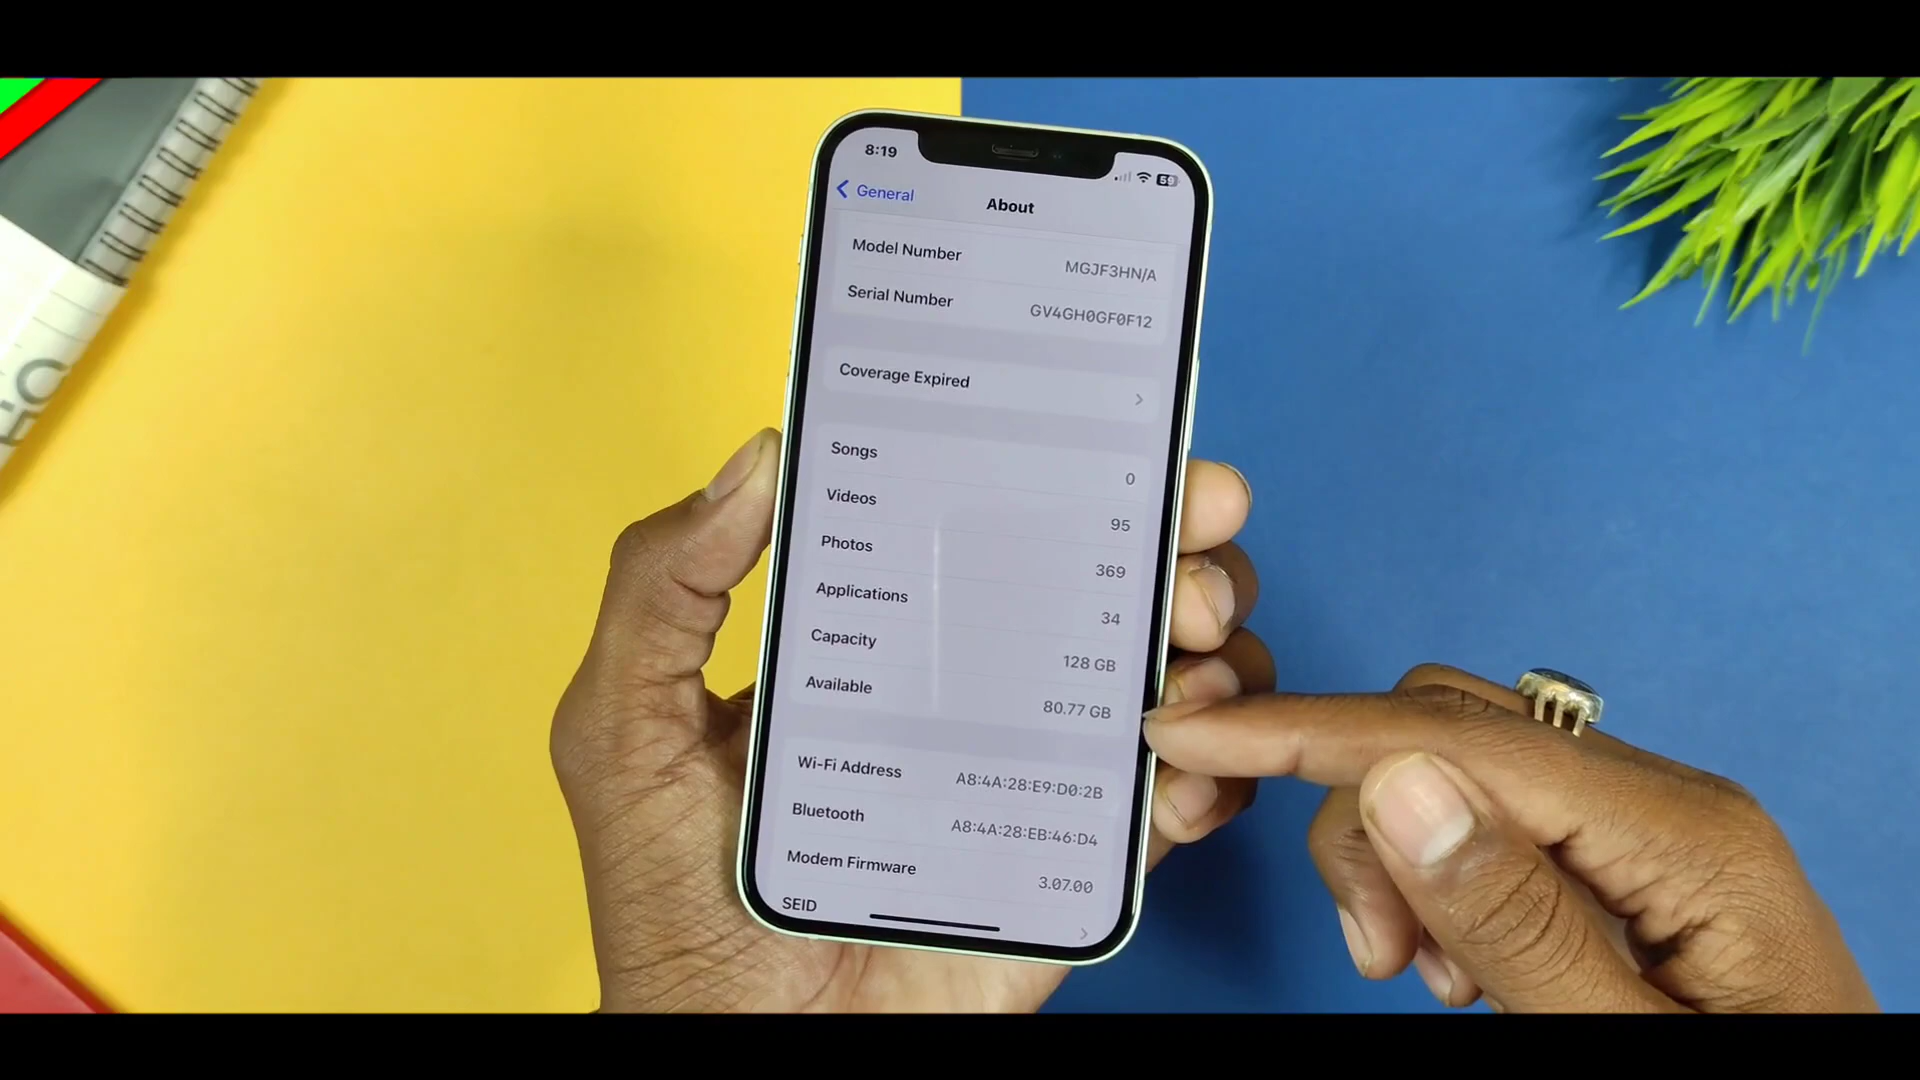 8:19
59
General
About
Model Number
MGJF3HN/A
Serial Number
GV4GH0GF0F12
Coverage Expired
Songs
0
Videos
95
Photos
369
Applications
34
Capacity
128 GB
Available
80.77 GB
Wi-Fi Address
A8:4A:28:E9:D0:2B
Bluetooth
A8:4A:28:EB:46:D4
Modem Firmware
3.07.00
SEID